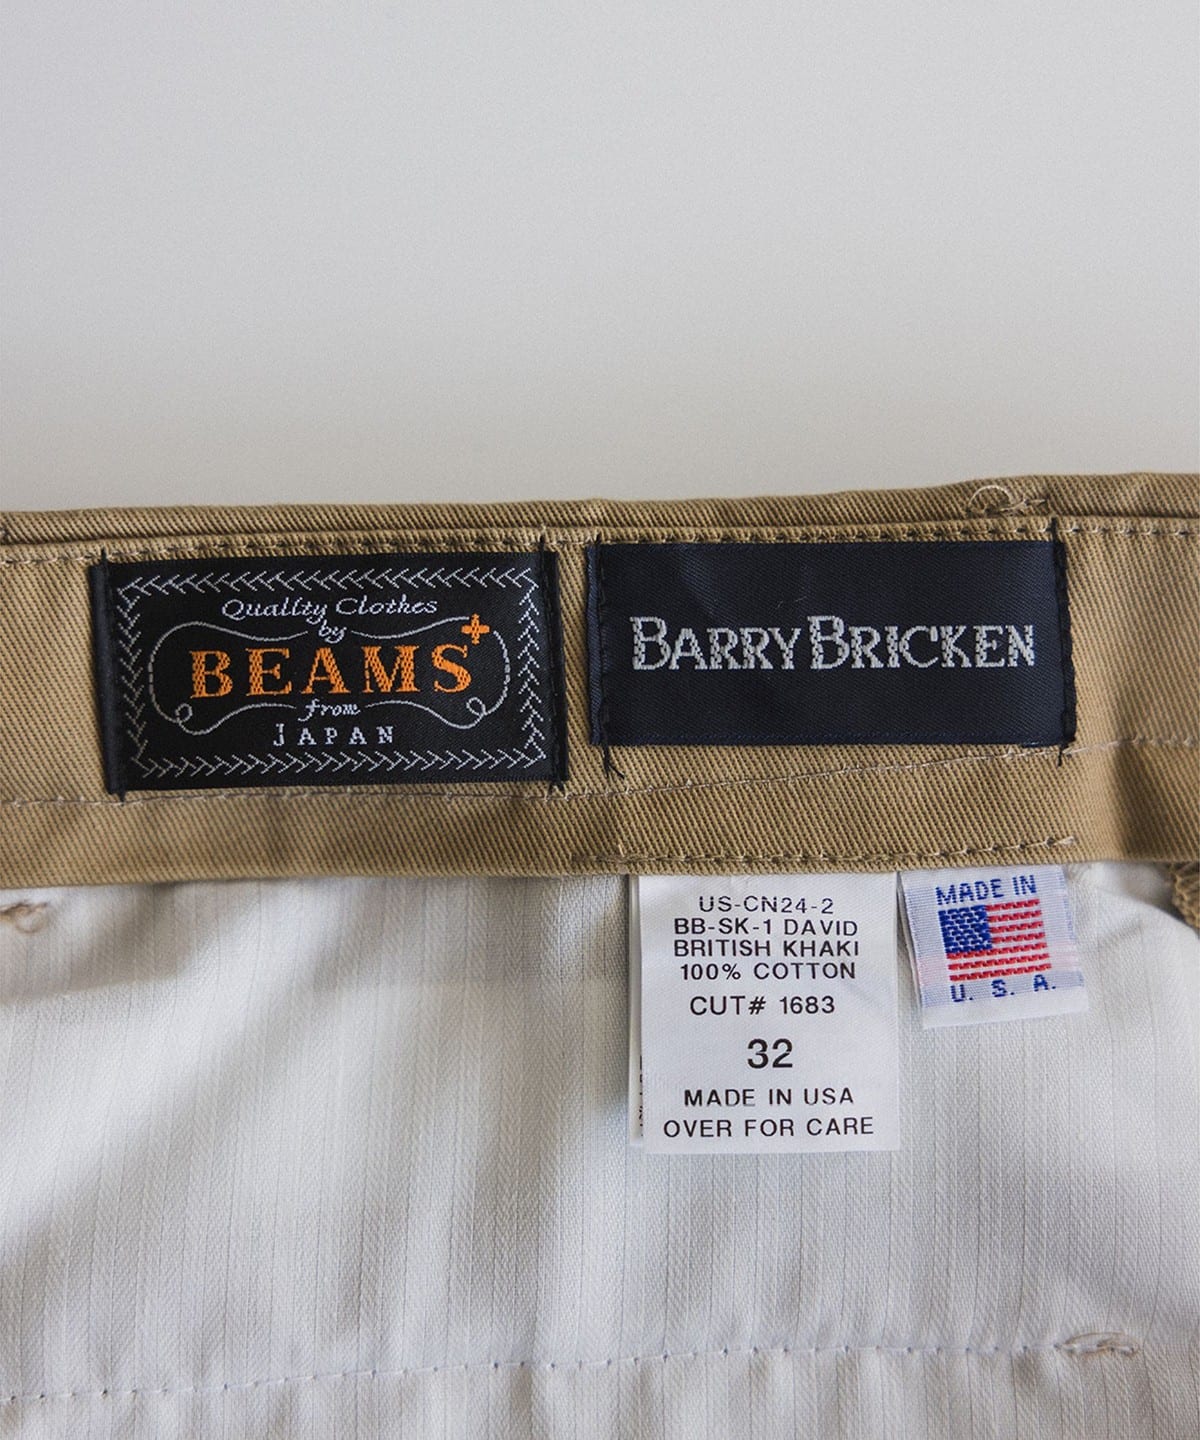 Quality Clothes
by
BEAMS+
from
JAPAN
BARRY BRICKEN
US-CN24-2
BB-SK-1 DAVID
BRITISH KHAKI
100% COTTON
CUT# 1683
32
MADE IN USA
OVER FOR CARE
MADE IN
U. S. A.